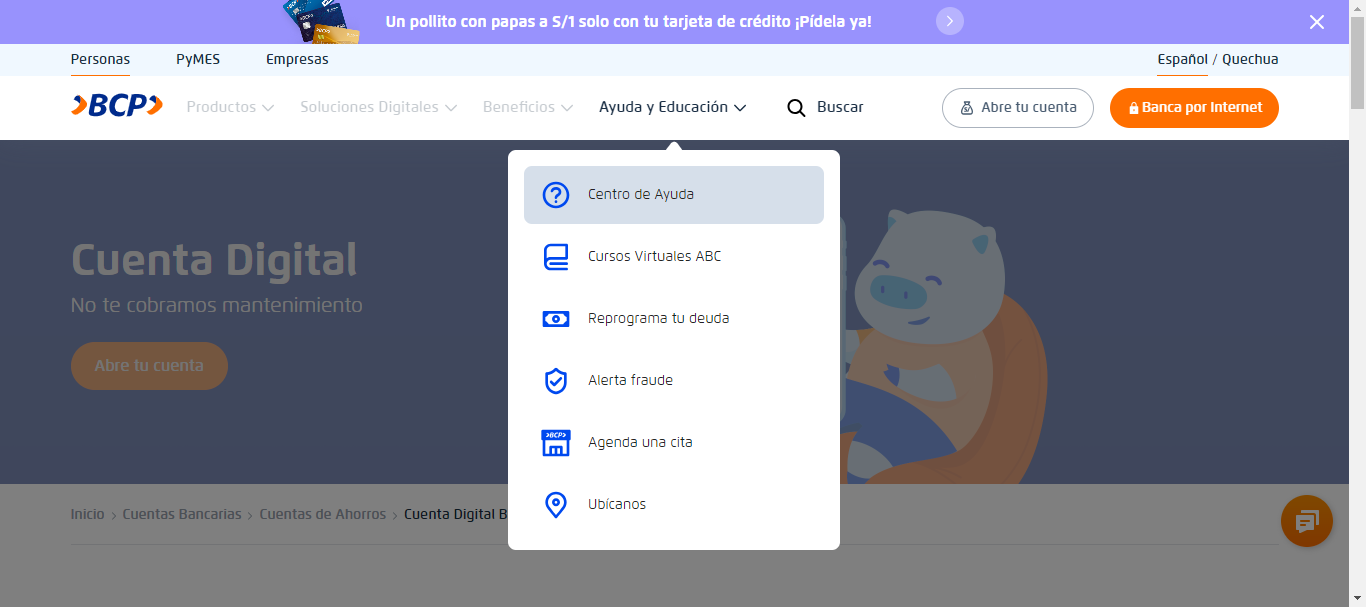 Un pollito con papas a S/1 solo con tu tarjeta de crédito ¡Pídela ya!
Personas PyMES Empresas Español / Quechua
BCP Productos Soluciones Digitales Beneficios Ayuda y Educación Buscar Abre tu cuenta Banca por Internet
Centro de Ayuda
Cursos Virtuales ABC
Reprograma tu deuda
Alerta fraude
BCP Agenda una cita
Ubícanos
Cuenta Digital
No te cobramos mantenimiento
Abre tu cuenta
Inicio › Cuentas Bancarias › Cuentas de Ahorros › Cuenta Digital B